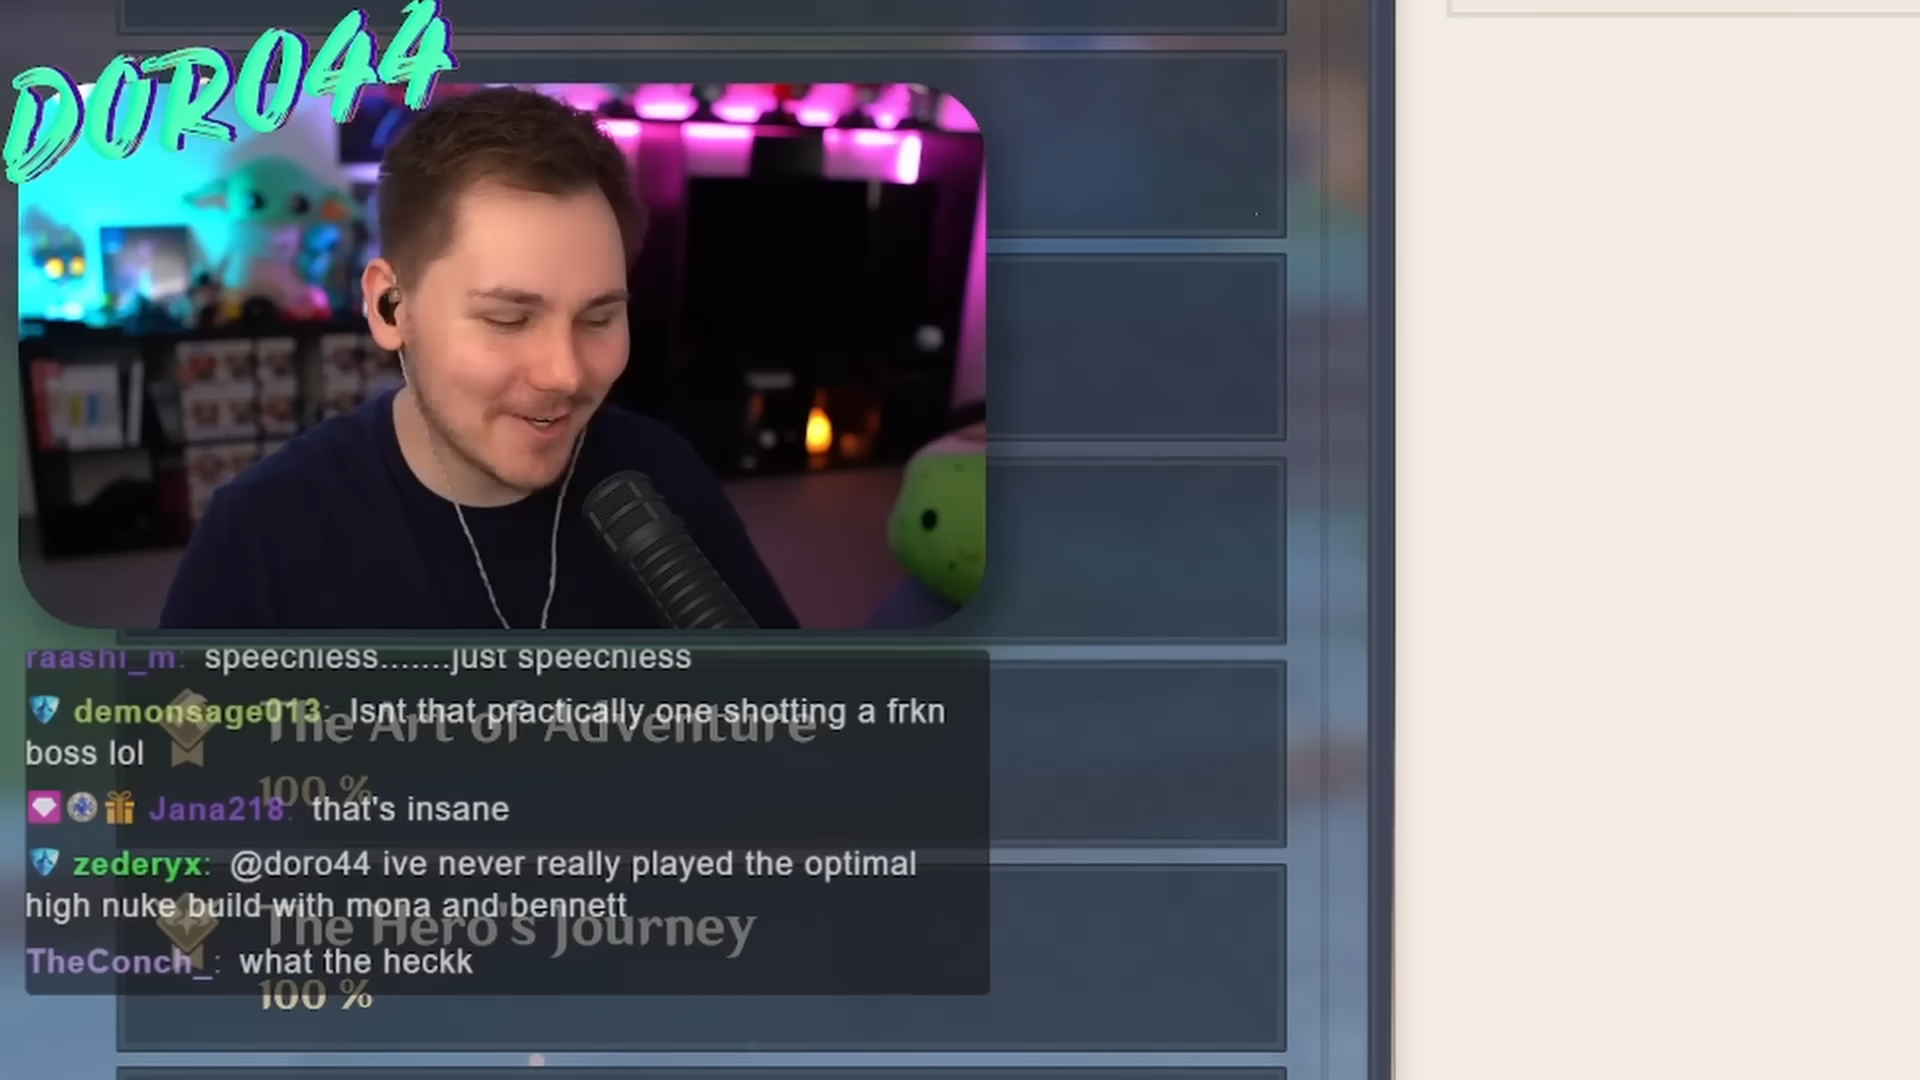 DORO44
raashi_m: speechless.......just speechless
demonsage013: Isnt that practically one shotting a frkn
boss lol
The Art of Adventure
100 %
Jana218: that's insane
zederyx: @doro44 ive never really played the optimal
high nuke build with mona and bennett
The Hero's Journey
TheConch_: what the heckk
100 %